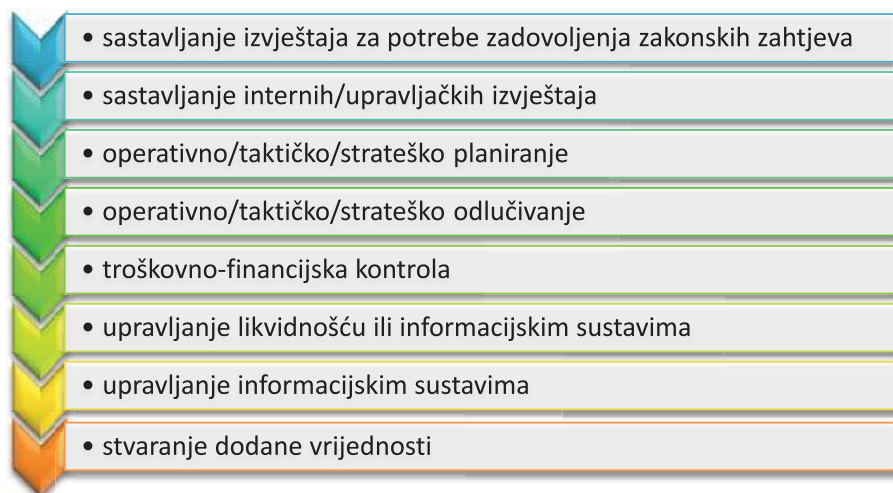 • sastavljanje izvještaja za potrebe zadovoljenja zakonskih zahtjeva
• sastavljanje internih/upravljačkih izvještaja
• operativno/taktičko/strateško planiranje
• operativno/taktičko/strateško odlučivanje
• troškovno-financijska kontrola
• upravljanje likvidnošću ili informacijskim sustavima
• upravljanje informacijskim sustavima
• stvaranje dodane vrijednosti